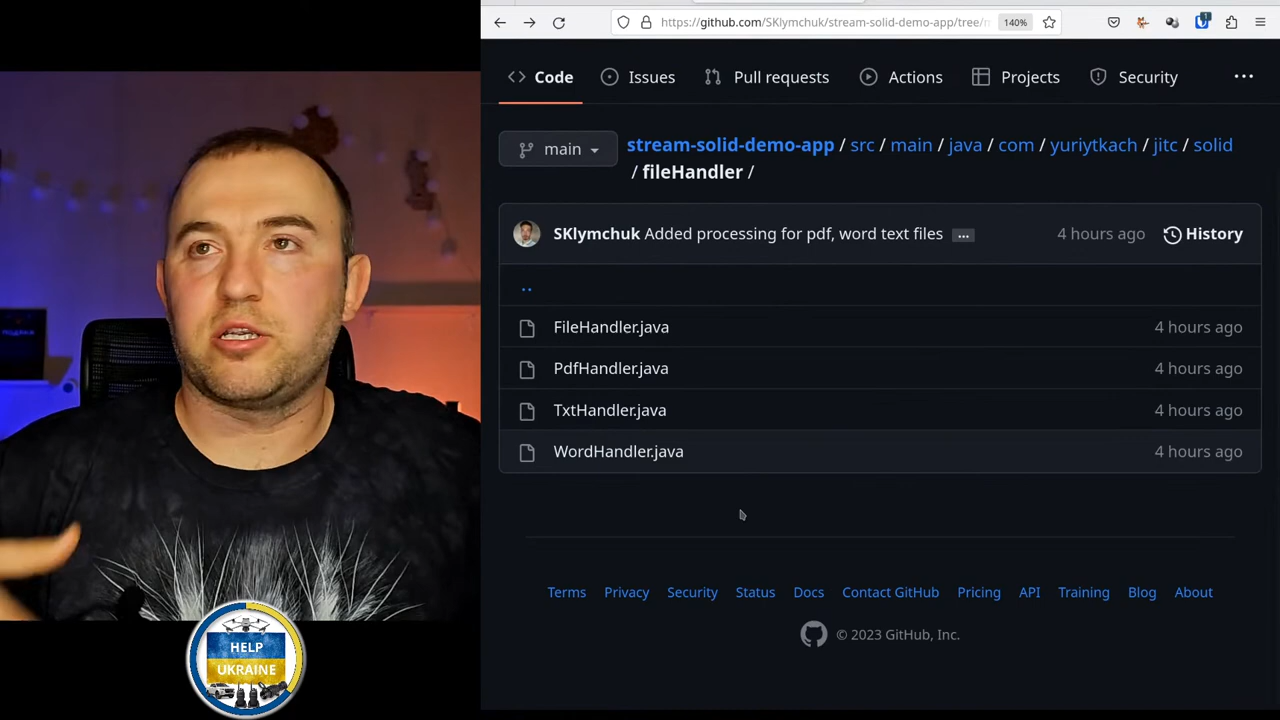 https://github.com/SKlymchuk/stream-solid-demo-app/tree/m
140%
Code
Issues
Pull requests
Actions
Projects
Security
main
stream-solid-demo-app / src / main / java / com / yuriytkach / jitc / solid
/ fileHandler /
SKlymchuk Added processing for pdf, word text files ... 4 hours ago History
..
FileHandler.java 4 hours ago
PdfHandler.java 4 hours ago
TxtHandler.java 4 hours ago
WordHandler.java 4 hours ago
Terms Privacy Security Status Docs Contact GitHub Pricing API Training Blog About
© 2023 GitHub, Inc.
HELP
UKRAINE